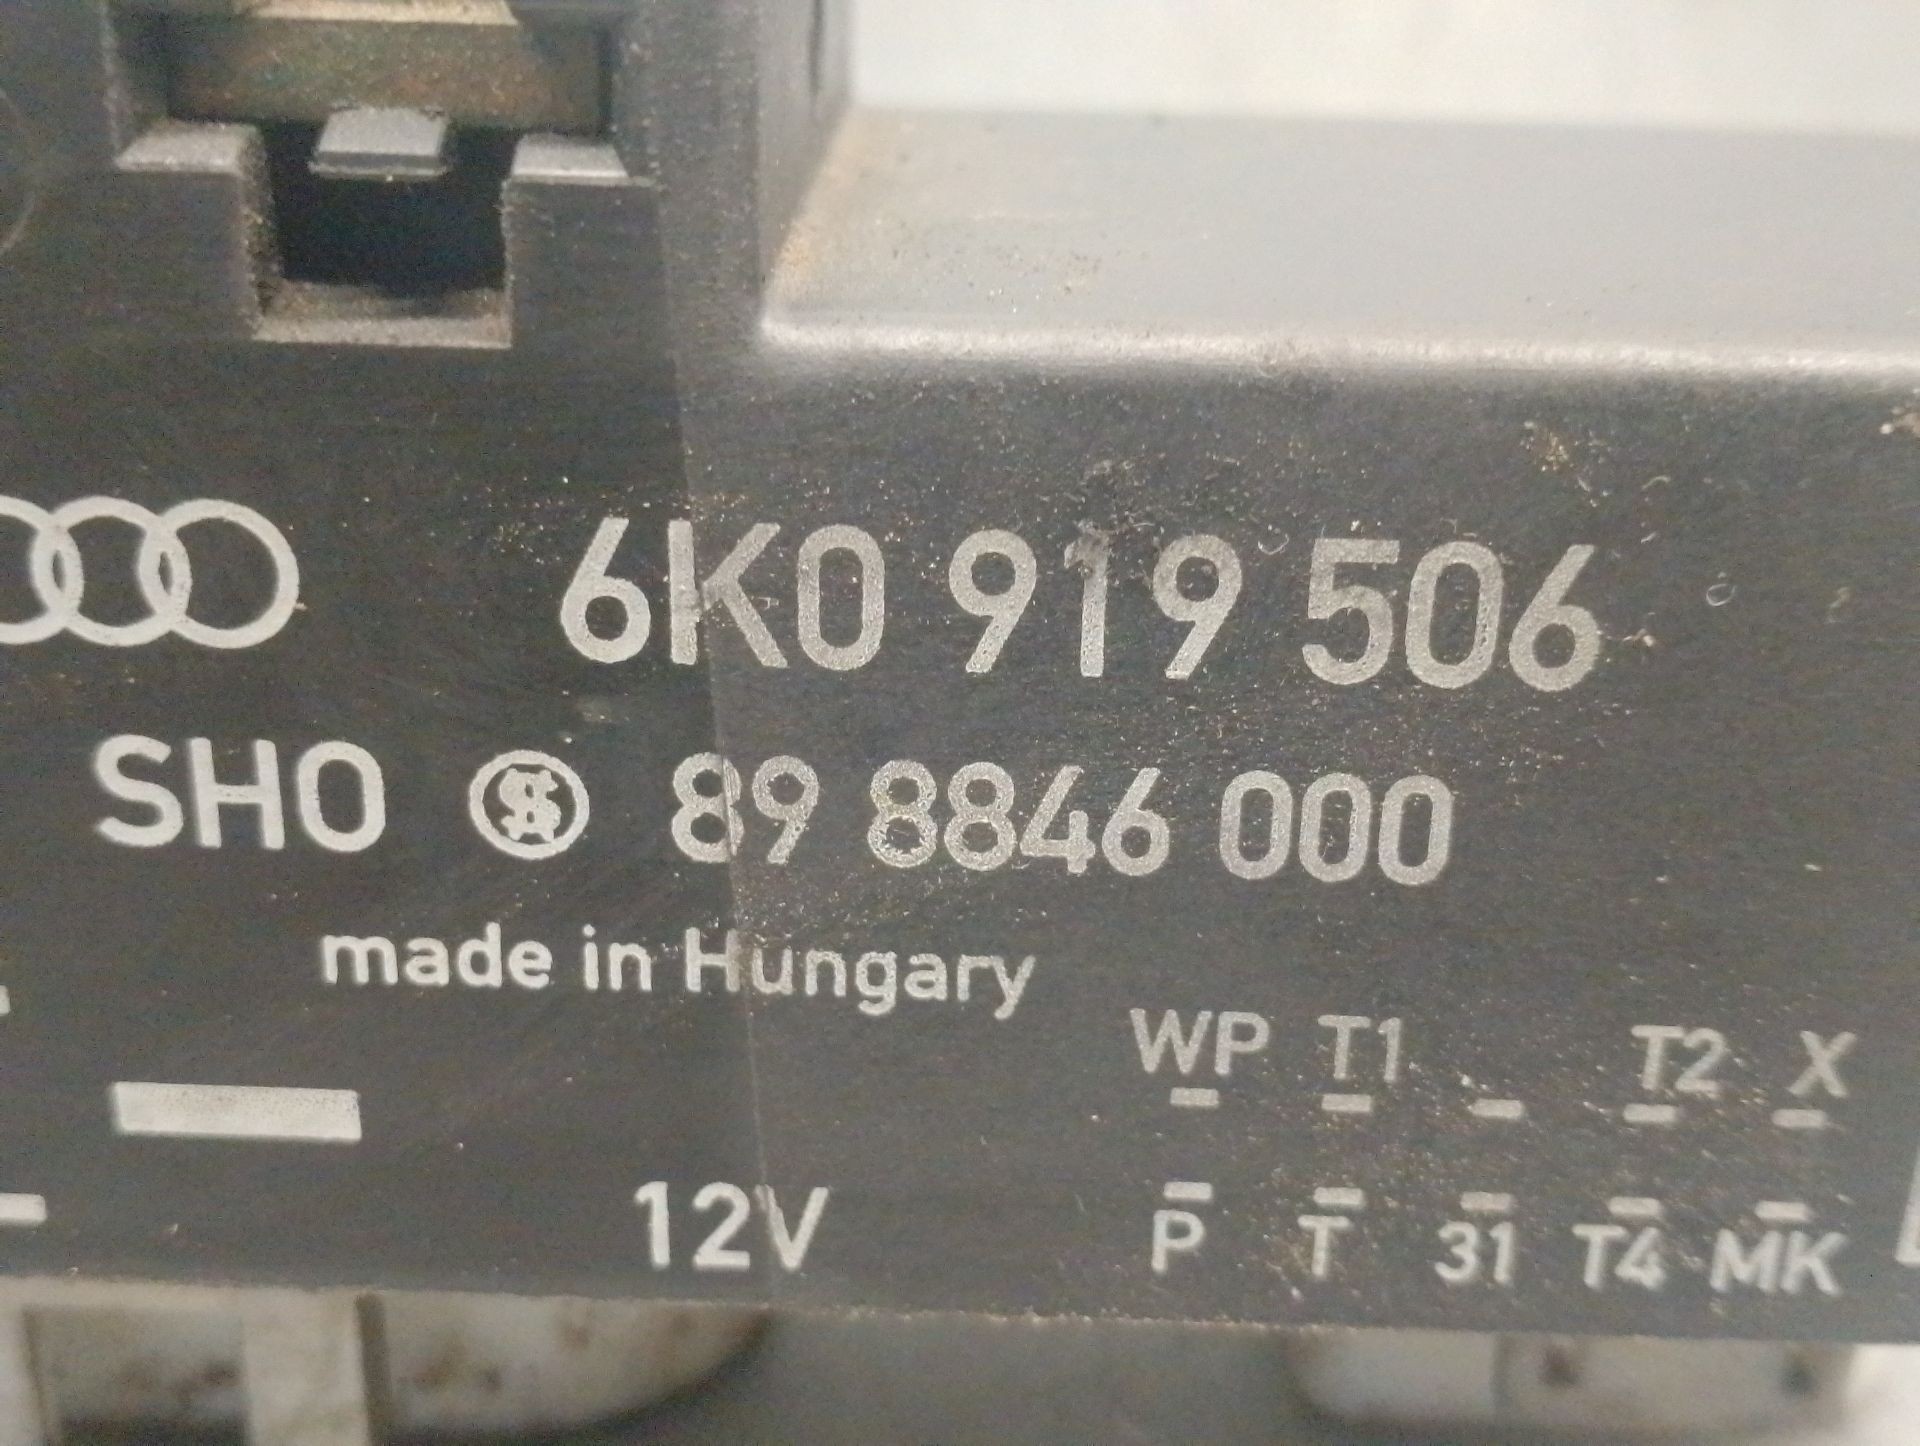 6K0 919 506
SHO 89 8846 000
made in Hungary
WP T1 T2 X
12V
P T 31 T4 MK